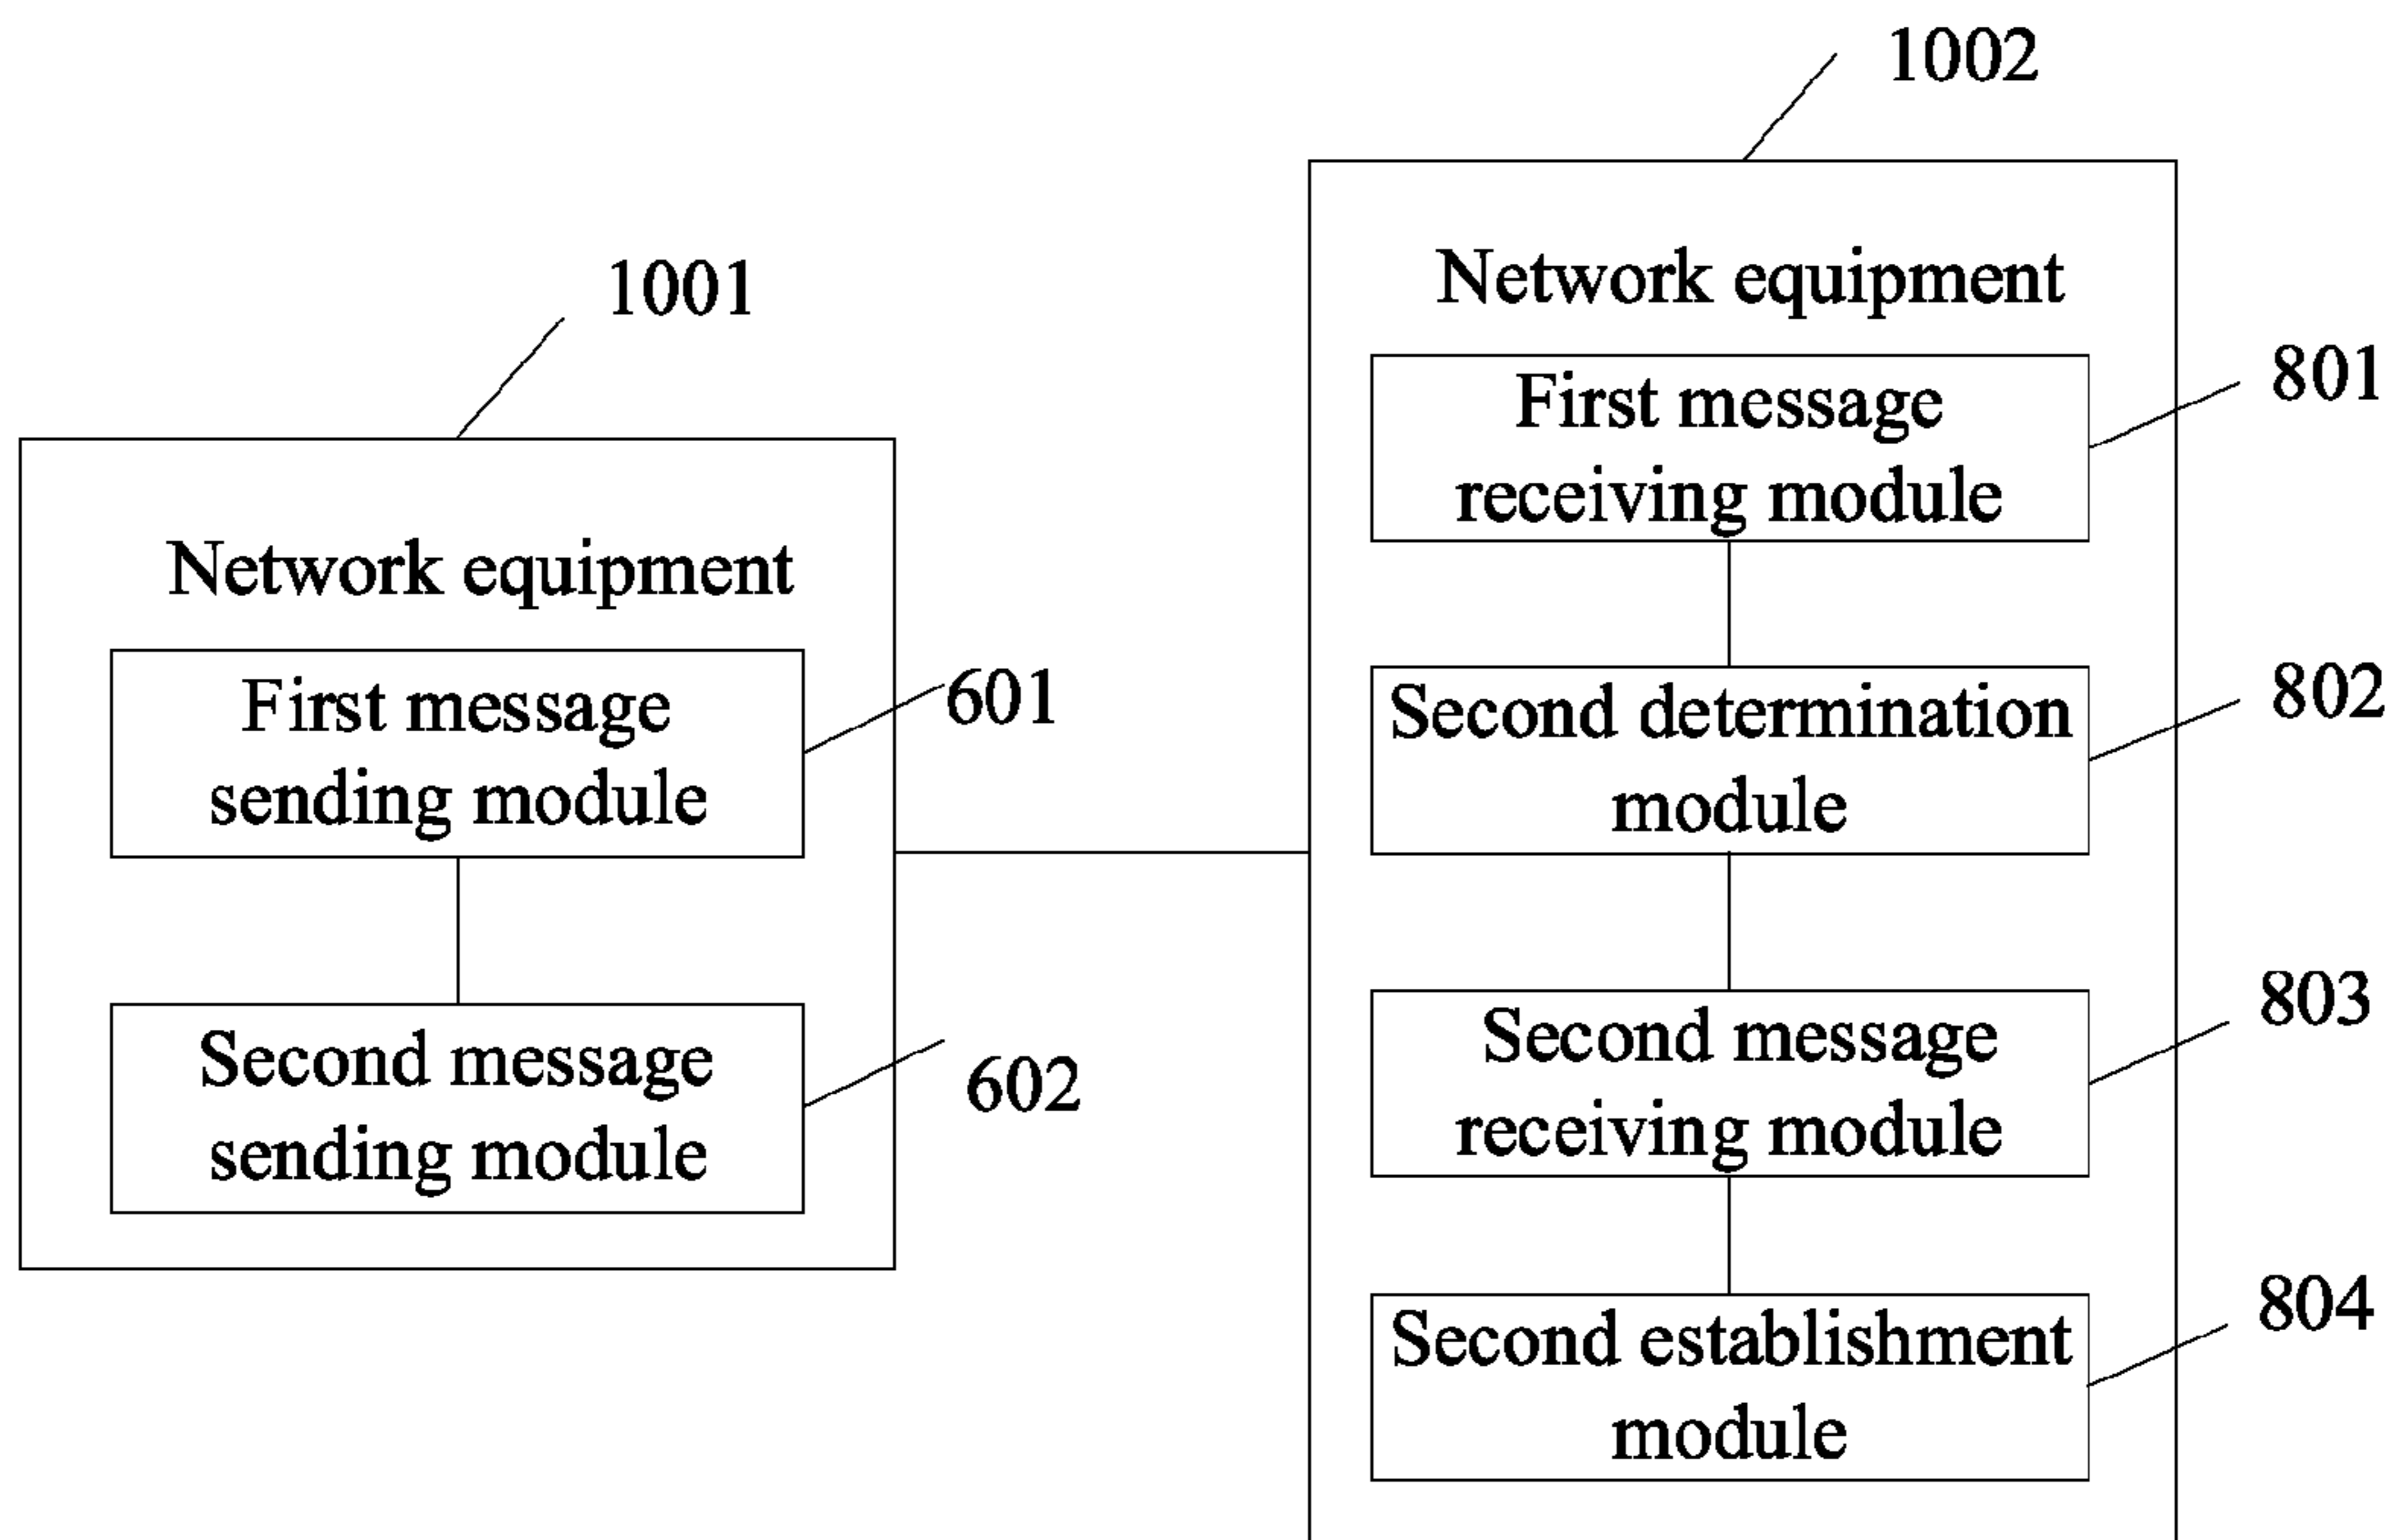 1001
Network equipment
First message
sending module
601
Second message
sending module
602
1002
Network equipment
First message
receiving module
801
Second determination
module
802
Second message
receiving module
803
Second establishment
module
804